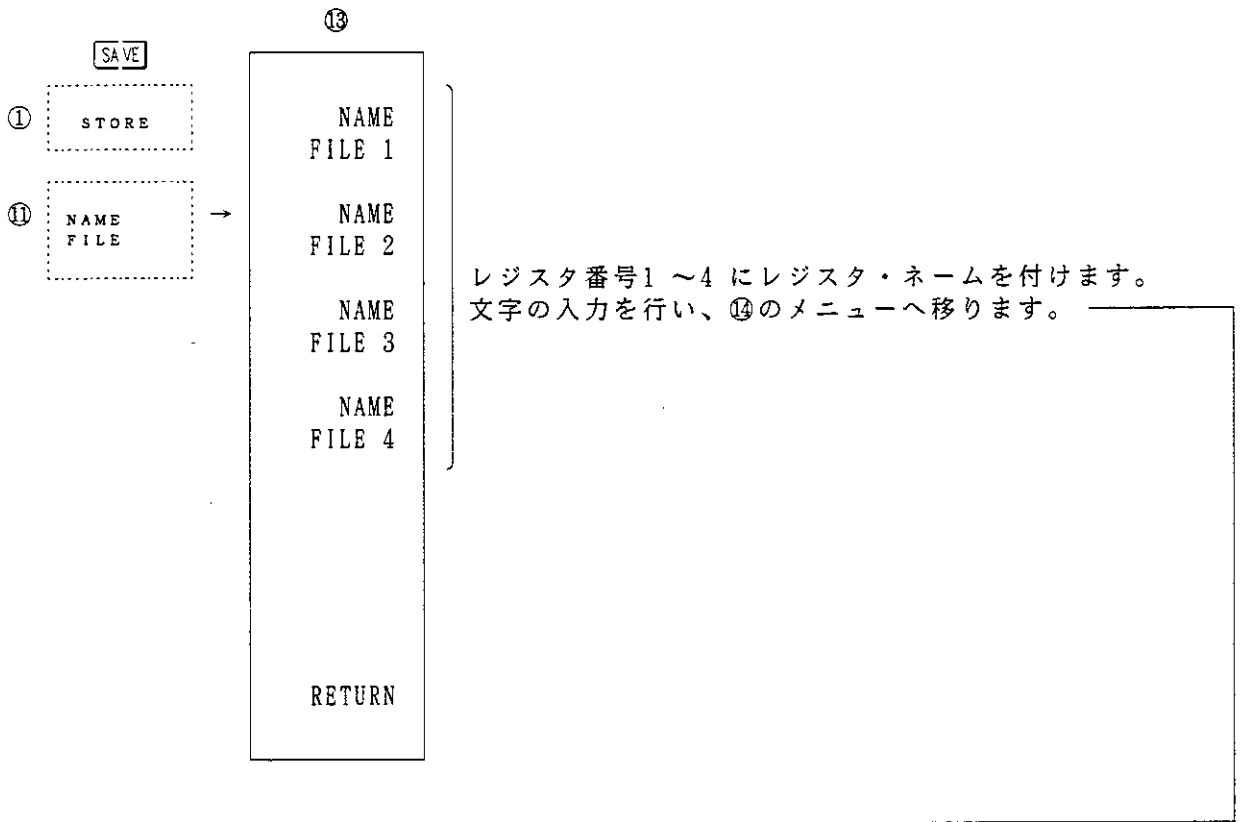 ⑬
SAVE
① STORE
NAME
FILE 1
⑪ NAME
FILE
→
NAME
FILE 2
NAME
FILE 3
NAME
FILE 4
レジスタ番号1 ～4 にレジスタ・ネームを付けます。
文字の入力を行い、⑭のメニューへ移ります。
RETURN